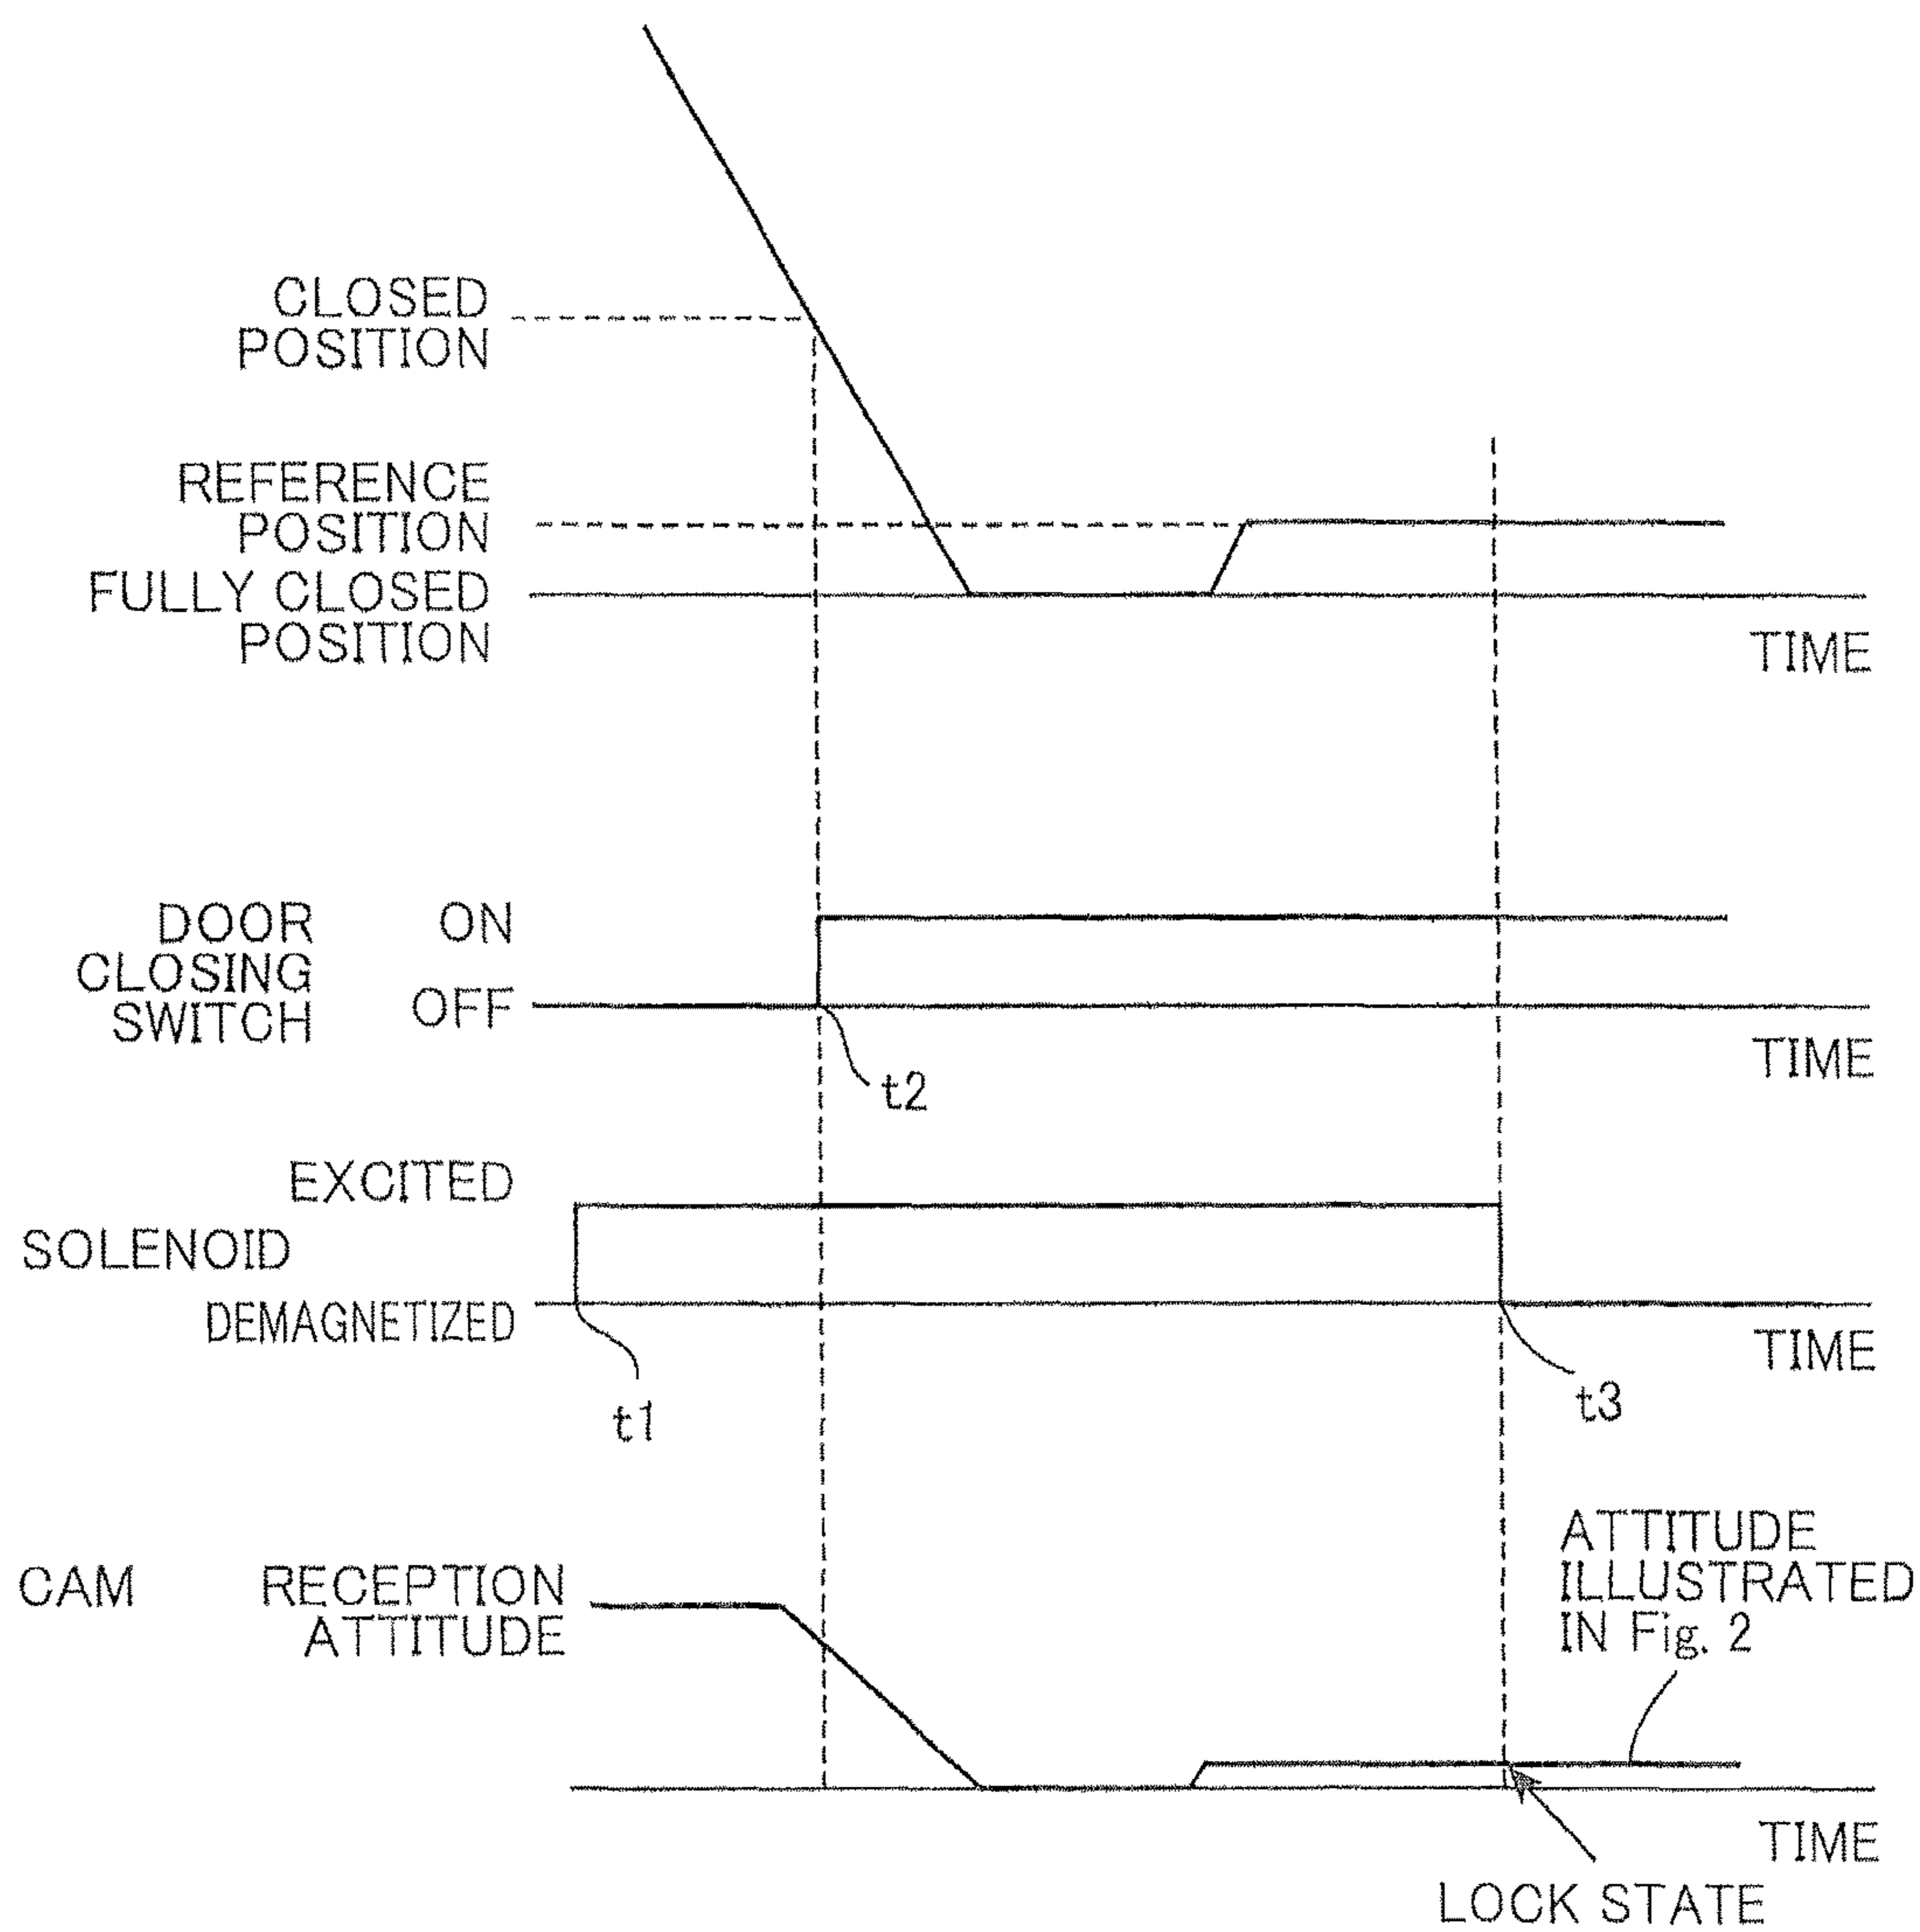 CLOSED
POSITION
REFERENCE
POSITION
FULLY CLOSED
POSITION
TIME
DOOR
CLOSING
SWITCH
ON
OFF
TIME
t2
EXCITED
SOLENOID
DEMAGNETIZED
TIME
t1
t3
CAM
RECEPTION
ATTITUDE
ATTITUDE
ILLUSTRATED
IN Fig. 2
TIME
LOCK STATE